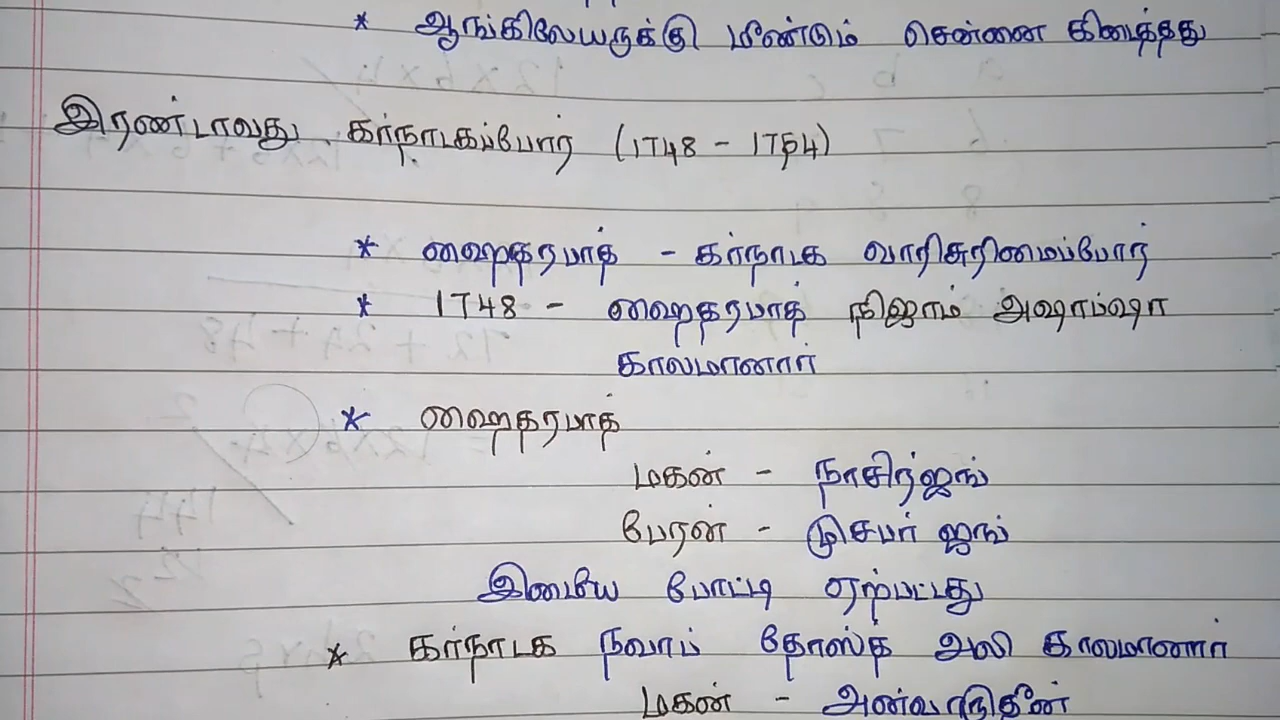 * ஆங்கிலேயருக்கு மீண்டும் சென்னை கிடைத்தது
இரண்டாவது கர்நாடகப்போர் (1748 - 1754)
* ஹைதராபாத் - கர்நாடக வாரிசுரிமைப்போர்
* 1748 - ஹைதராபாத் நிஜாம் அஷாப்ஷா
காலமானார்
* ஹைதராபாத்
மகன் - நாசிர்ஜங்
பேரன் - முசபர் ஜங்
இடையே போட்டி ஏற்பட்டது
* கர்நாடக நவாப் தோஸ்த் அலி காலமானார்
மகன் - அன்வாருதீன்